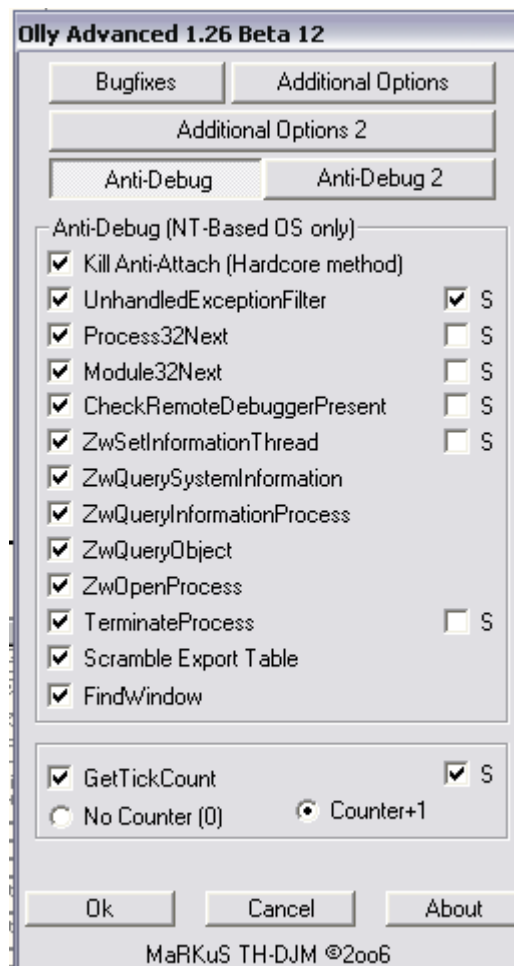 Olly Advanced 1.26 Beta 12
Bugfixes Additional Options
Additional Options 2
Anti-Debug Anti-Debug 2
Anti-Debug (NT-Based OS only)
Kill Anti-Attach (Hardcore method)
UnhandledExceptionFilter S
Process32Next S
Module32Next S
CheckRemoteDebuggerPresent S
ZwSetInformationThread S
ZwQuerySystemInformation
ZwQueryInformationProcess
ZwQueryObject
ZwOpenProcess
TerminateProcess S
Scramble Export Table
FindWindow
GetTickCount S
No Counter (0) Counter+1
Ok Cancel About
MaRKuS TH-DJM ©2oo6